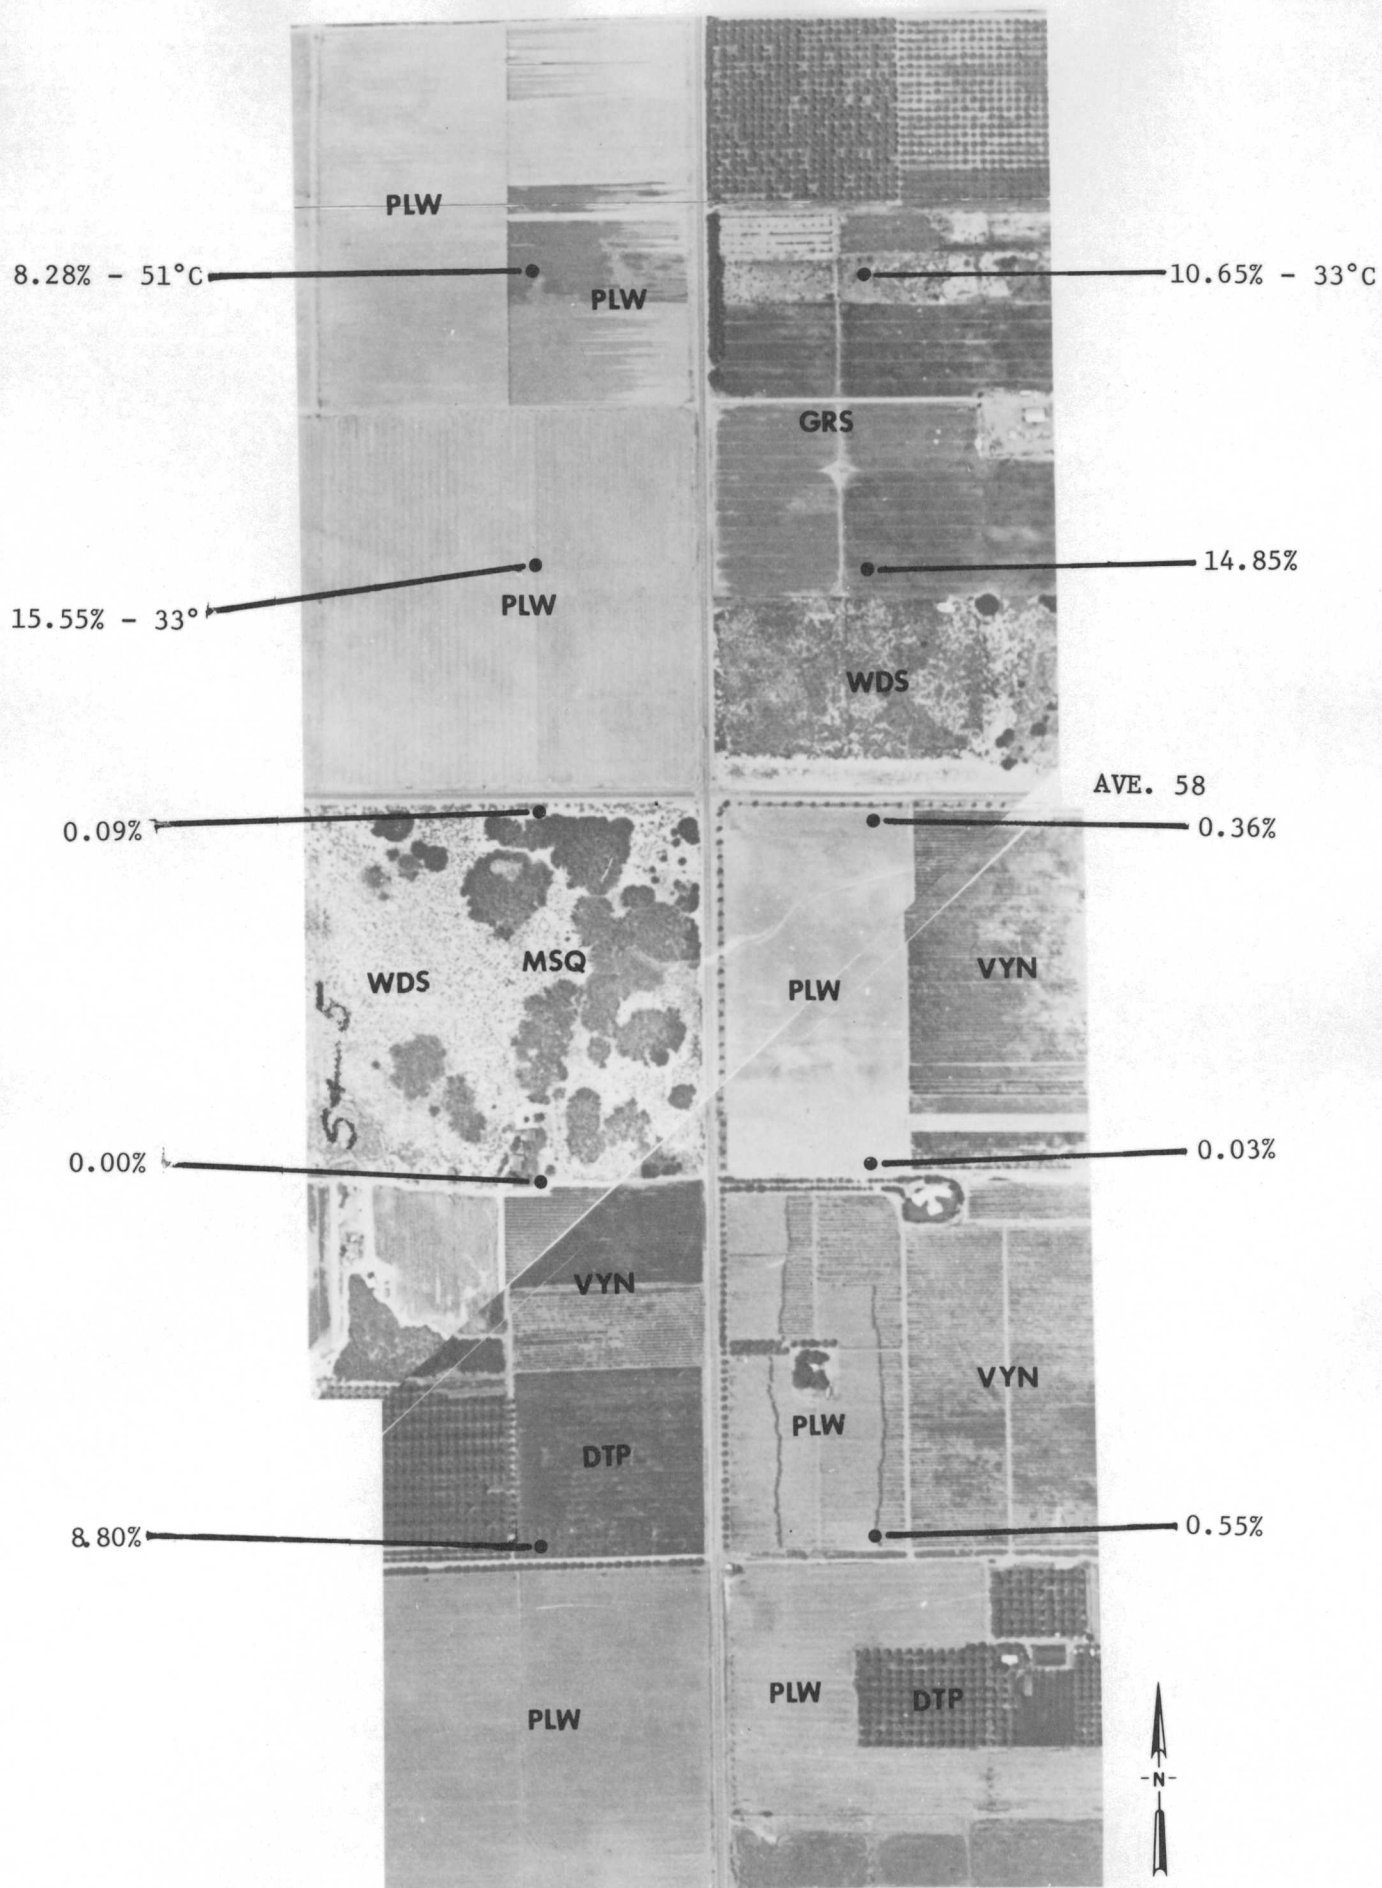 PLW
8.28% - 51°C
PLW
10.65% - 33°C
GRS
15.55% - 33°
PLW
14.85%
WDS
AVE. 58
0.09%
0.36%
WDS
MSQ
PLW
VYN
5
0.00%
0.03%
VYN
VYN
PLW
DTP
8.80%
0.55%
PLW
PLW
DTP
-N-